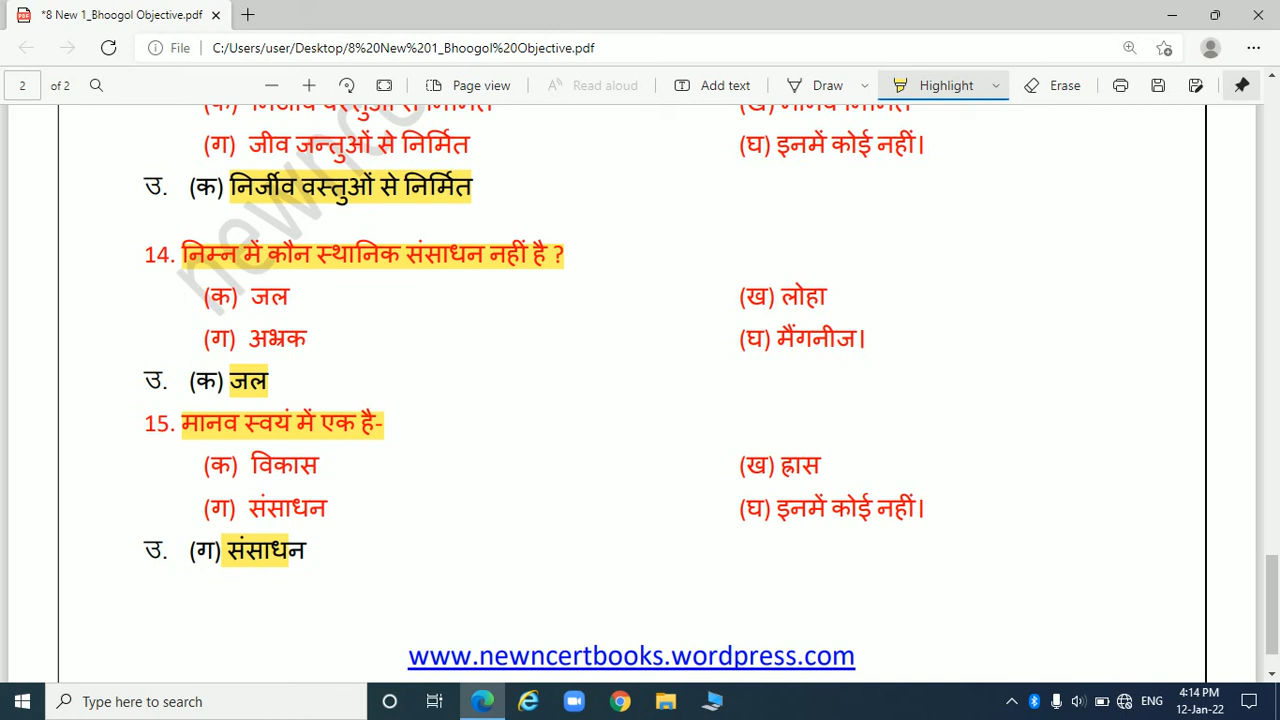 *8 New 1_Bhoogol Objective.pdf
File C:/Users/user/Desktop/8%20New%201_Bhoogol%20Objective.pdf
2 of 2 Page view Read aloud Add text Draw Highlight Erase
(ग) जीव जन्तुओं से निर्मित (घ) इनमें कोई नहीं।
उ. (क) निर्जीव वस्तुओं से निर्मित
14. निम्न में कौन स्थानिक संसाधन नहीं है ?
(क) जल (ख) लोहा
(ग) अभ्रक (घ) मैंगनीज।
उ. (क) जल
15. मानव स्वयं में एक है-
(क) विकास (ख) ह्रास
(ग) संसाधन (घ) इनमें कोई नहीं।
उ. (ग) संसाधन
www.newncertbooks.wordpress.com
Type here to search ENG 4:14 PM
12-Jan-22